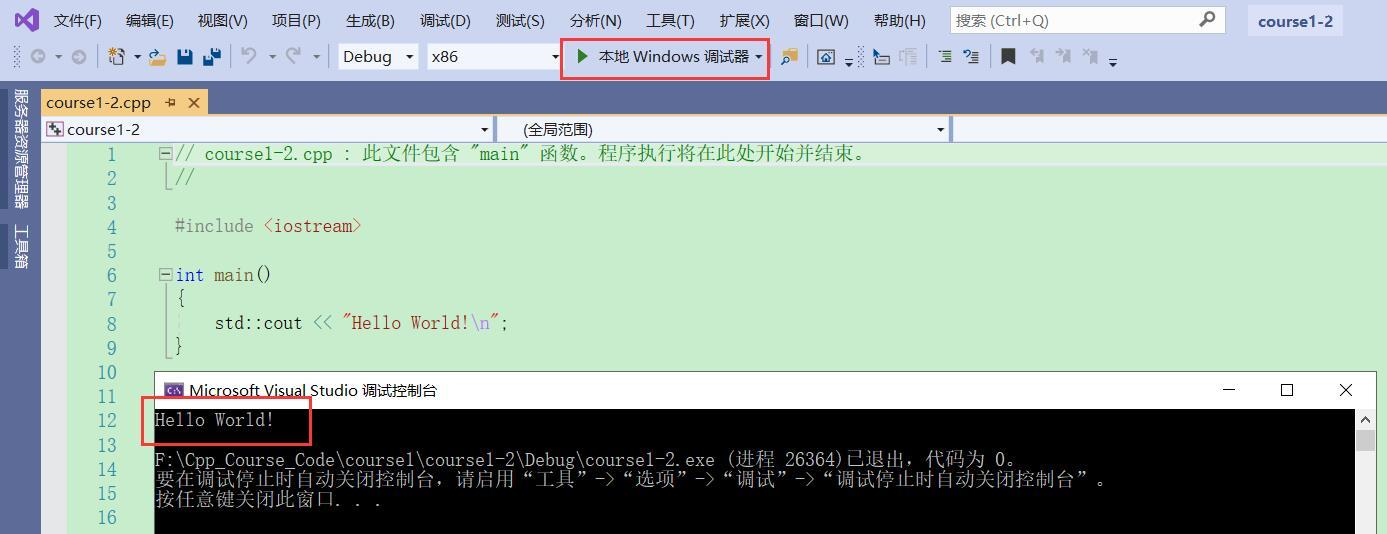 文件(F) 编辑(E) 视图(V) 项目(P) 生成(B) 调试(D) 测试(S) 分析(N) 工具(T) 扩展(X) 窗口(W) 帮助(H) 搜索 (Ctrl+Q) course1-2
Debug x86 本地 Windows 调试器
服务器资源管理器
工具箱
course1-2.cpp
course1-2 (全局范围)
1 // course1-2.cpp : 此文件包含 "main" 函数。程序执行将在此处开始并结束。
2 //
3
4 #include <iostream>
5
6 int main()
7 {
8 std::cout << "Hello World!\n";
9 }
10
11
12
13
14
15
16
Microsoft Visual Studio 调试控制台
Hello World!
F:\Cpp_Course_Code\course1\course1-2\Debug\course1-2.exe (进程 26364)已退出，代码为 0。
要在调试停止时自动关闭控制台，请启用“工具”->“选项”->“调试”->“调试停止时自动关闭控制台”。
按任意键关闭此窗口. . .